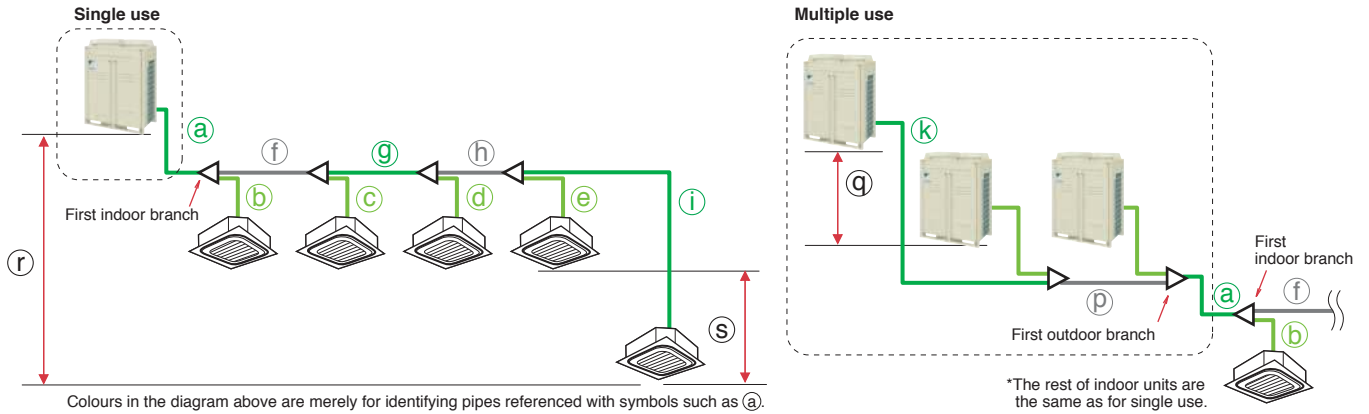 Single use
ⓐ
ⓕ
ⓖ
ⓗ
First indoor branch
ⓑ
ⓒ
ⓓ
ⓔ
ⓘ
ⓡ
ⓢ
Colours in the diagram above are merely for identifying pipes referenced with symbols such as ⓐ.
Multiple use
ⓚ
ⓠ
First
indoor branch
ⓟ
ⓐ
ⓕ
First outdoor branch
ⓑ
*The rest of indoor units are
the same as for single use.